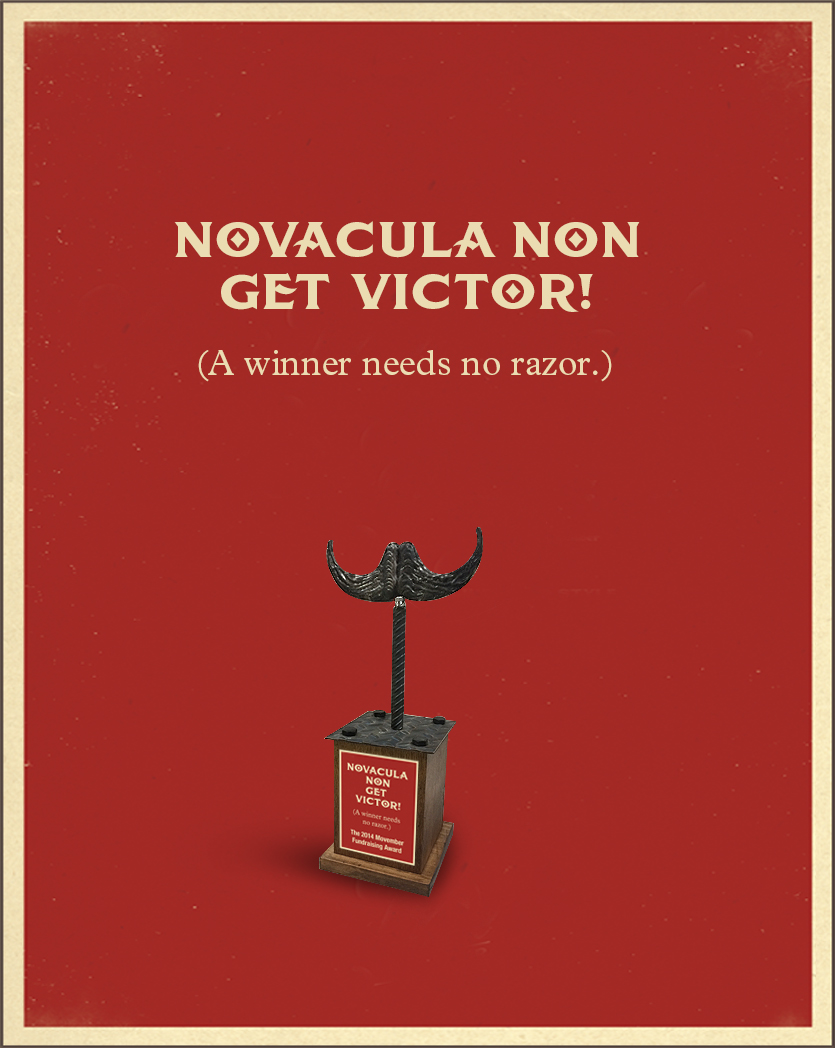 NOVACULA NON
GET VICTOR!
(A winner needs no razor.)
NOVACULA
NON
GET
VICTOR!
(A winner needs
no razor.)
The 2014 Movember
Fundraising Award